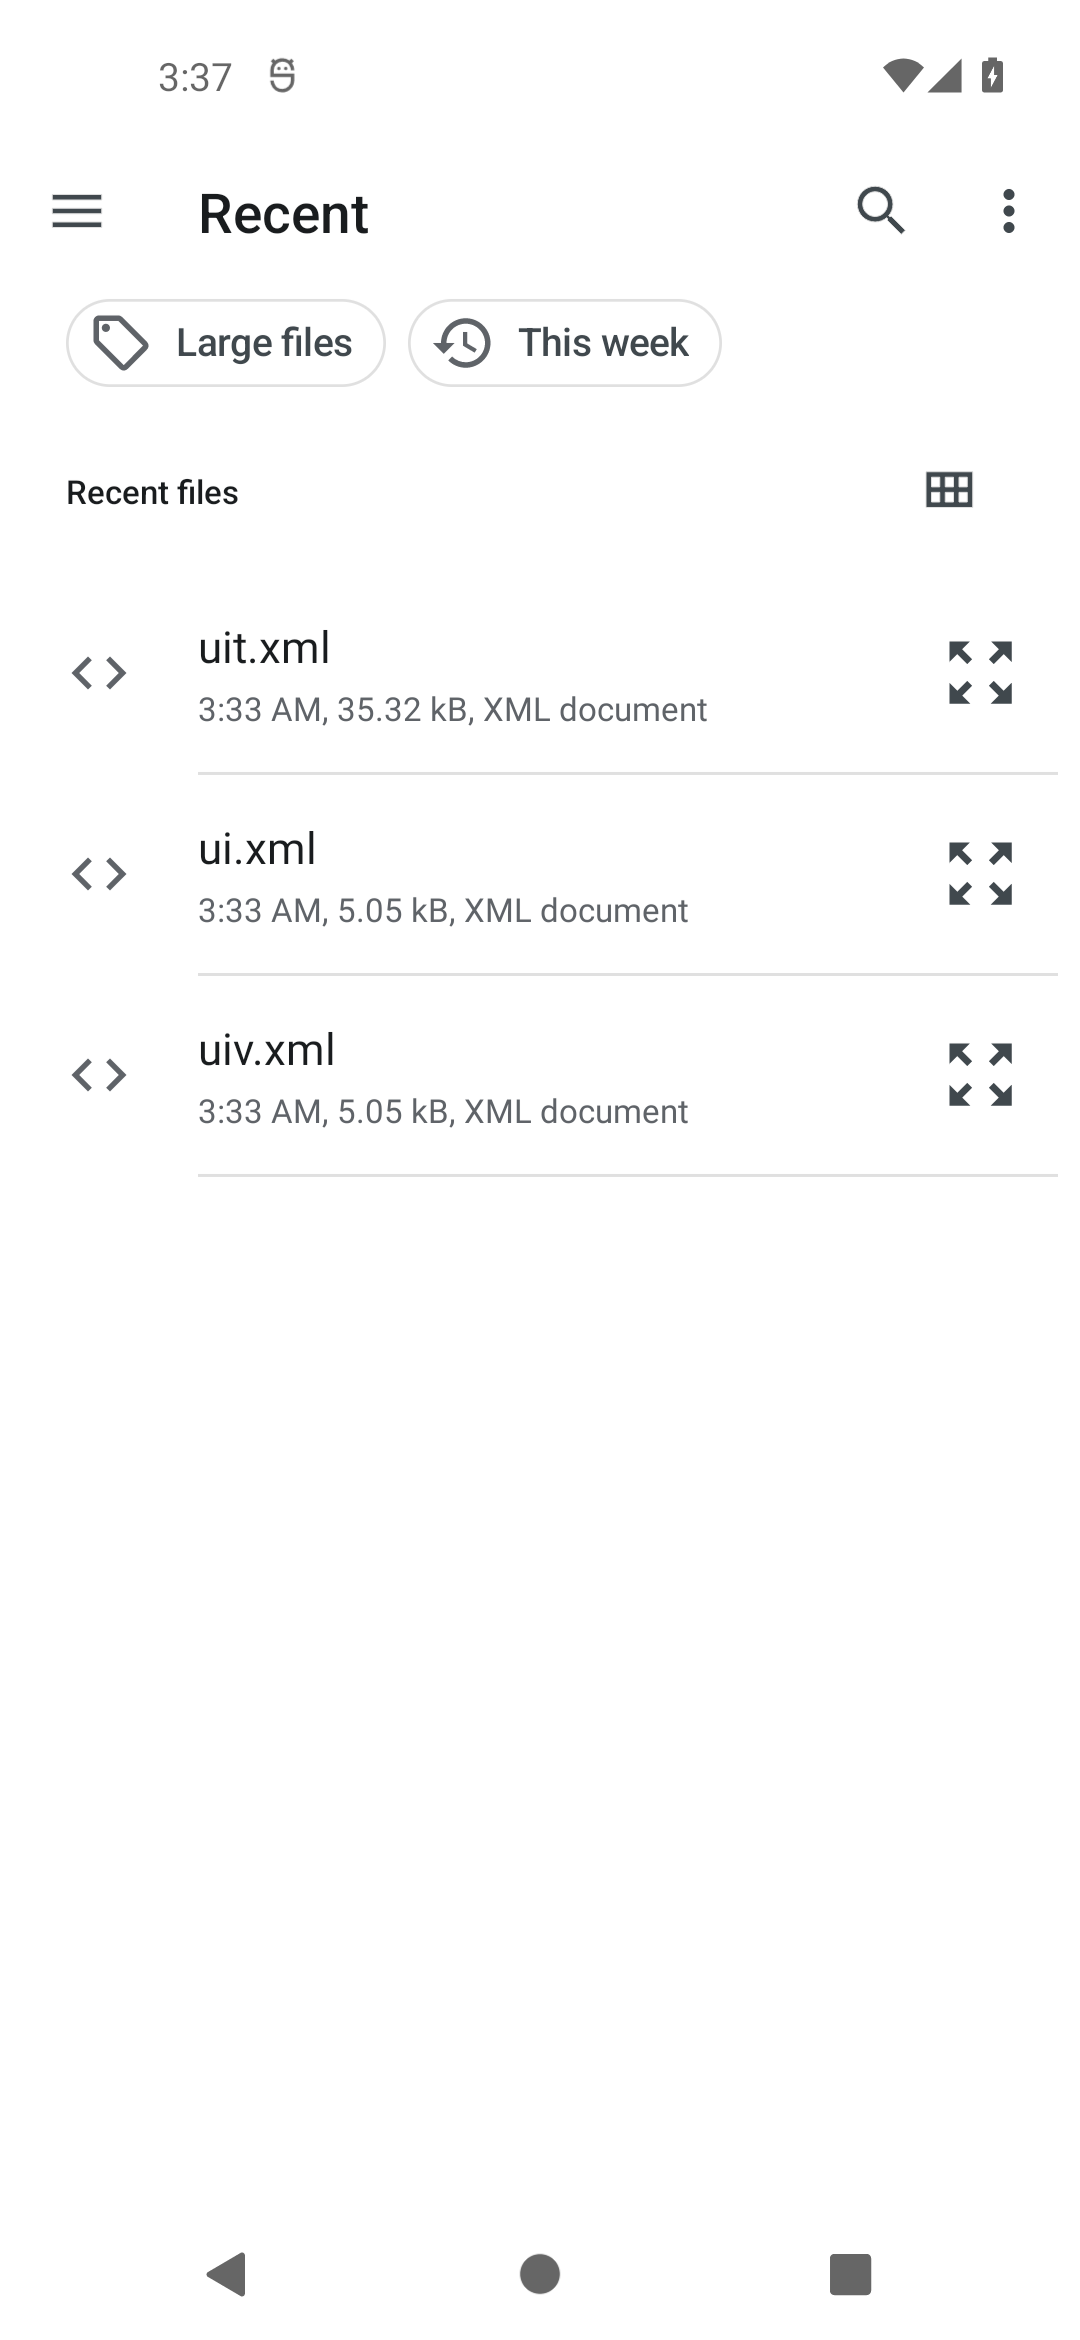 3:37
Recent
Large files
This week
Recent files
uit.xml
3:33 AM, 35.32 kB, XML document
ui.xml
3:33 AM, 5.05 kB, XML document
uiv.xml
3:33 AM, 5.05 kB, XML document